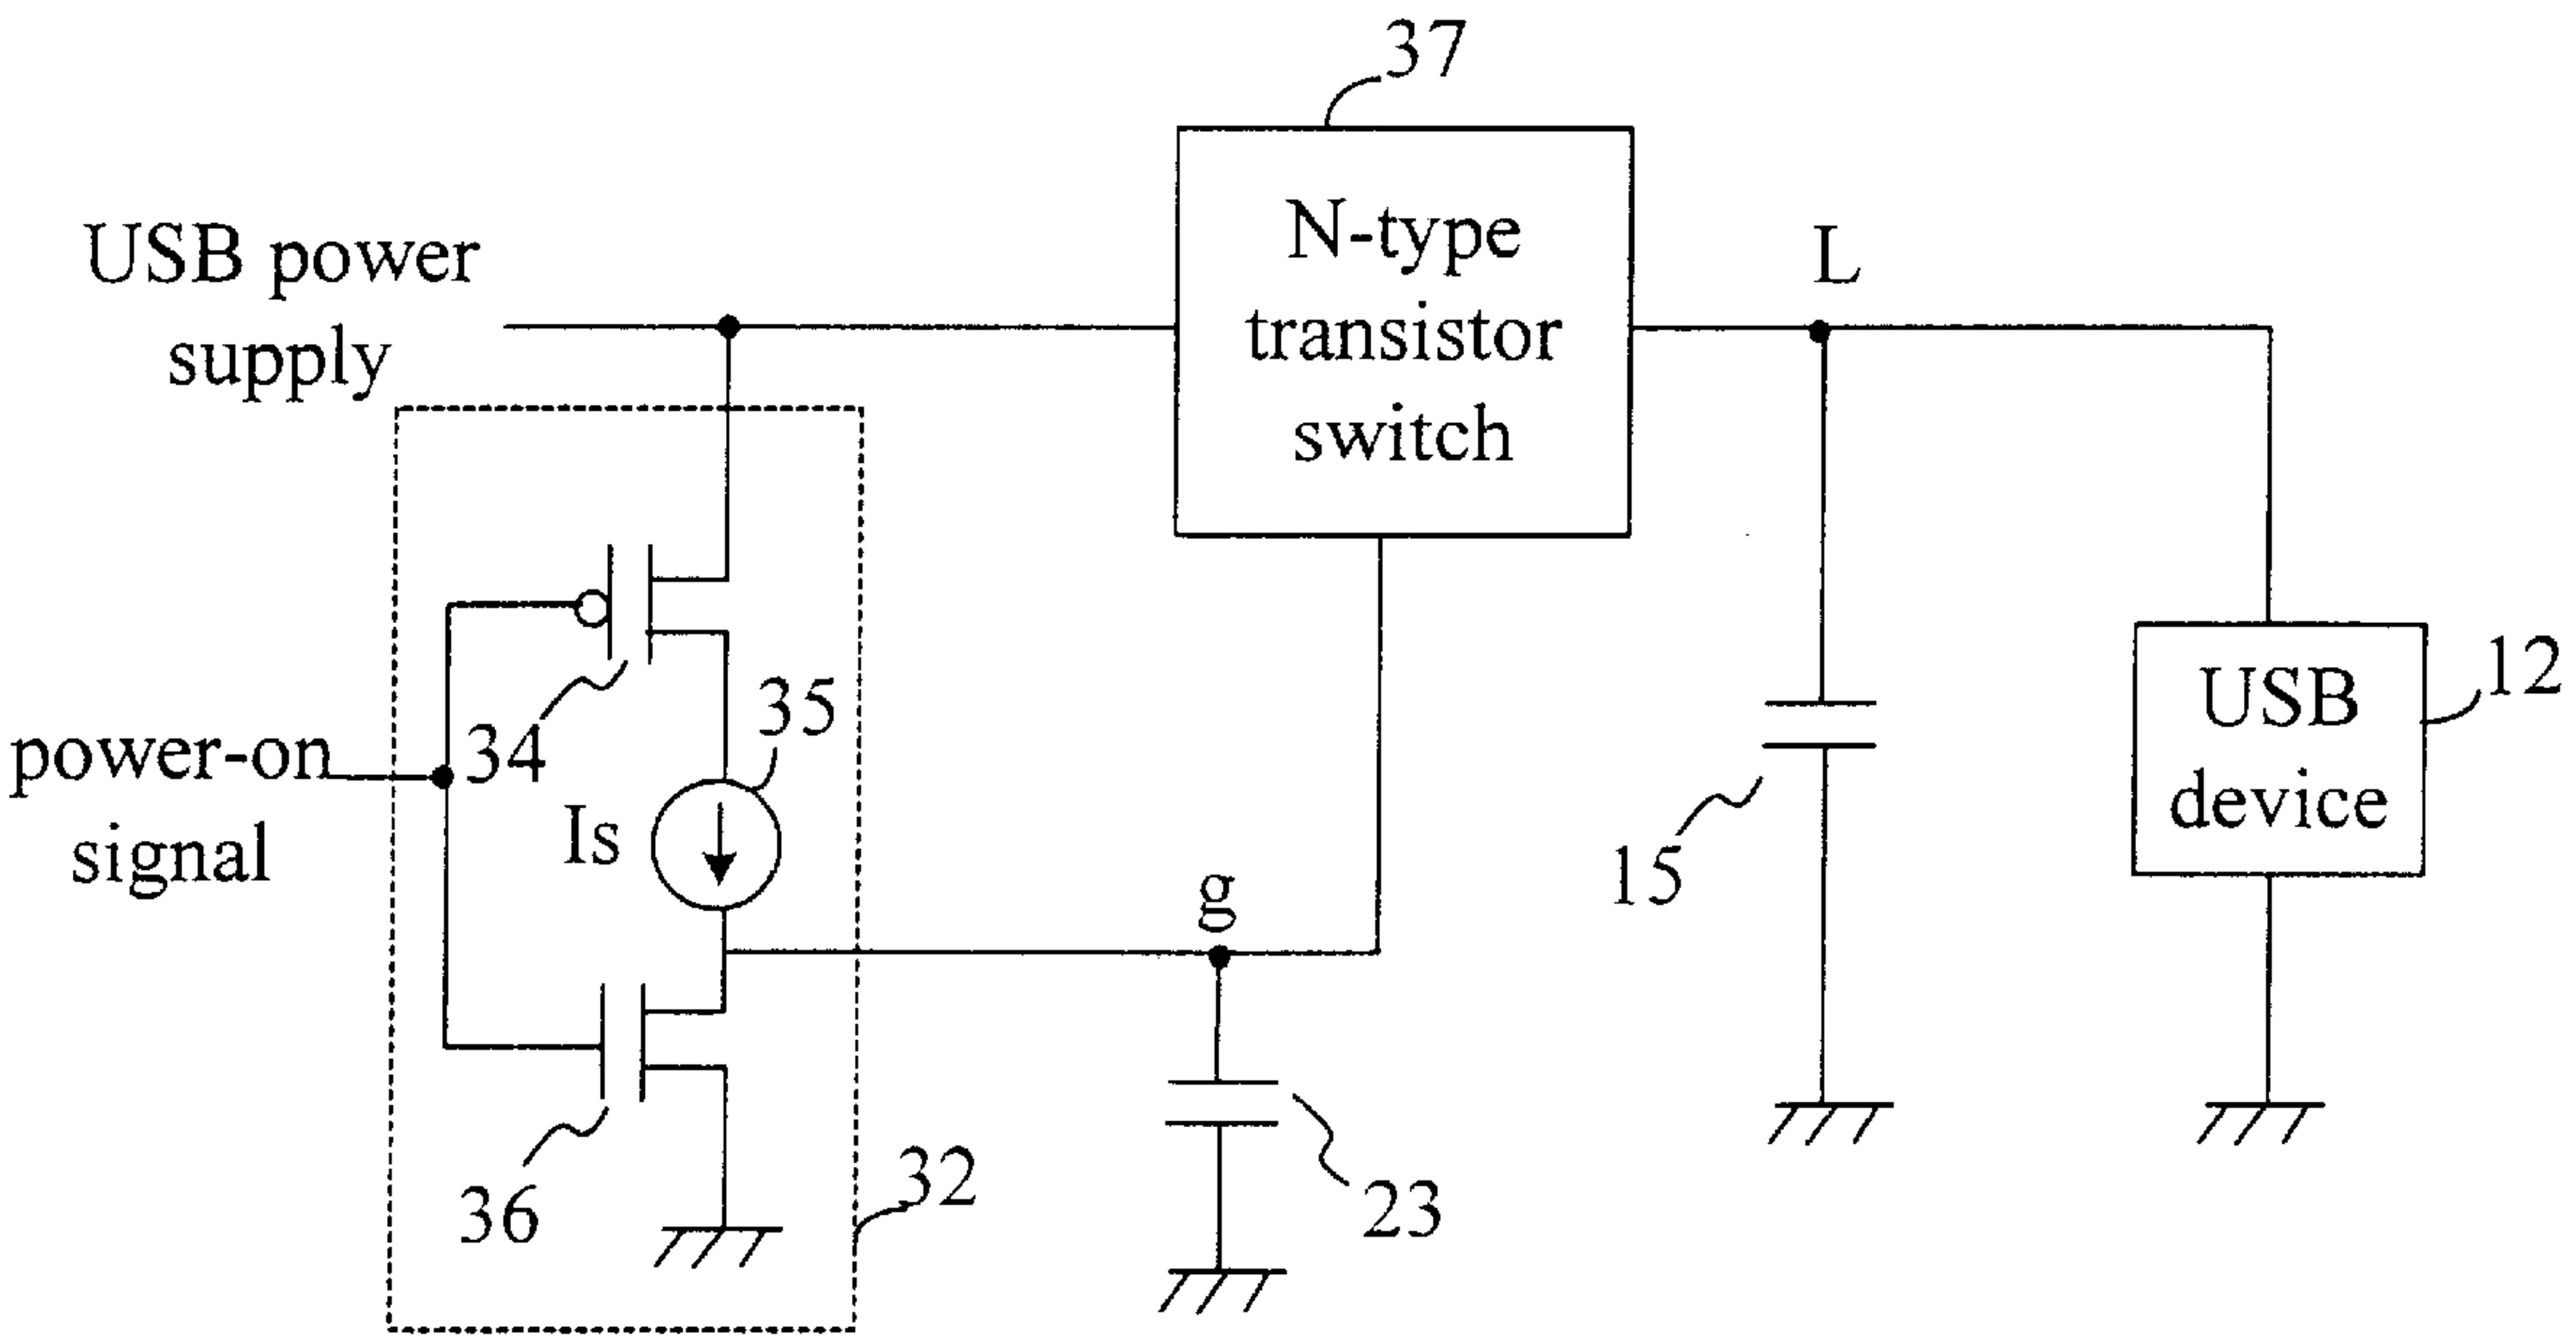 37
N-type
transistor
switch
L
USB power
supply
12
USB
device
34
35
power-on
signal
Is
15
g
36
32
23